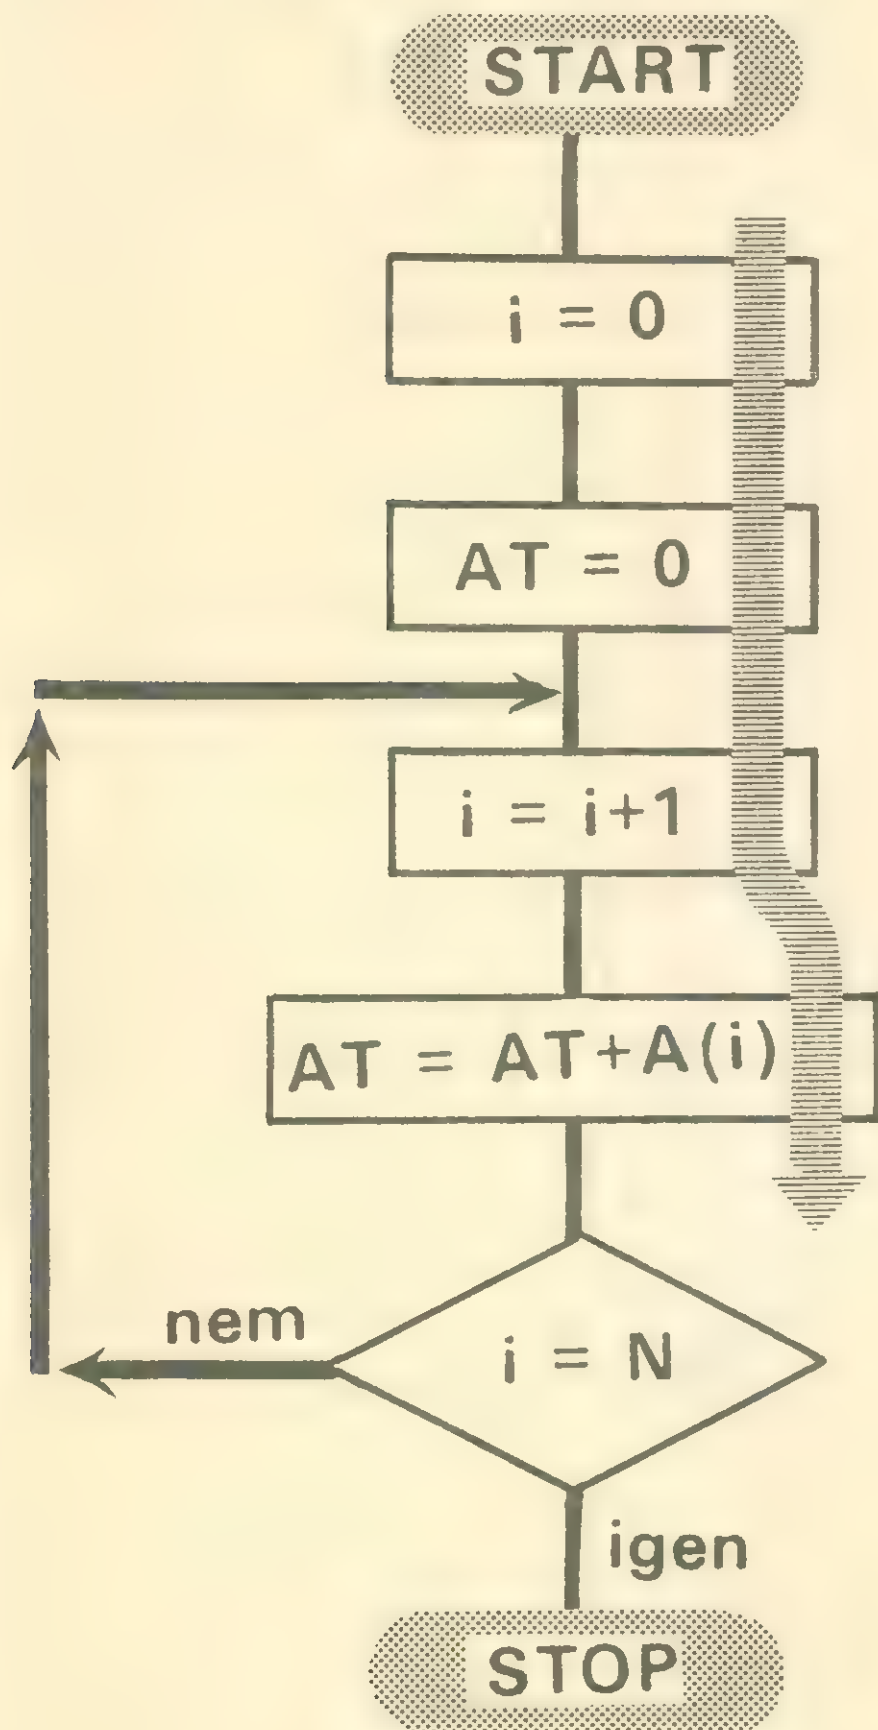 START
i = 0
AT = 0
i = i+1
AT = AT+A(i)
nem
i = N
igen
STOP